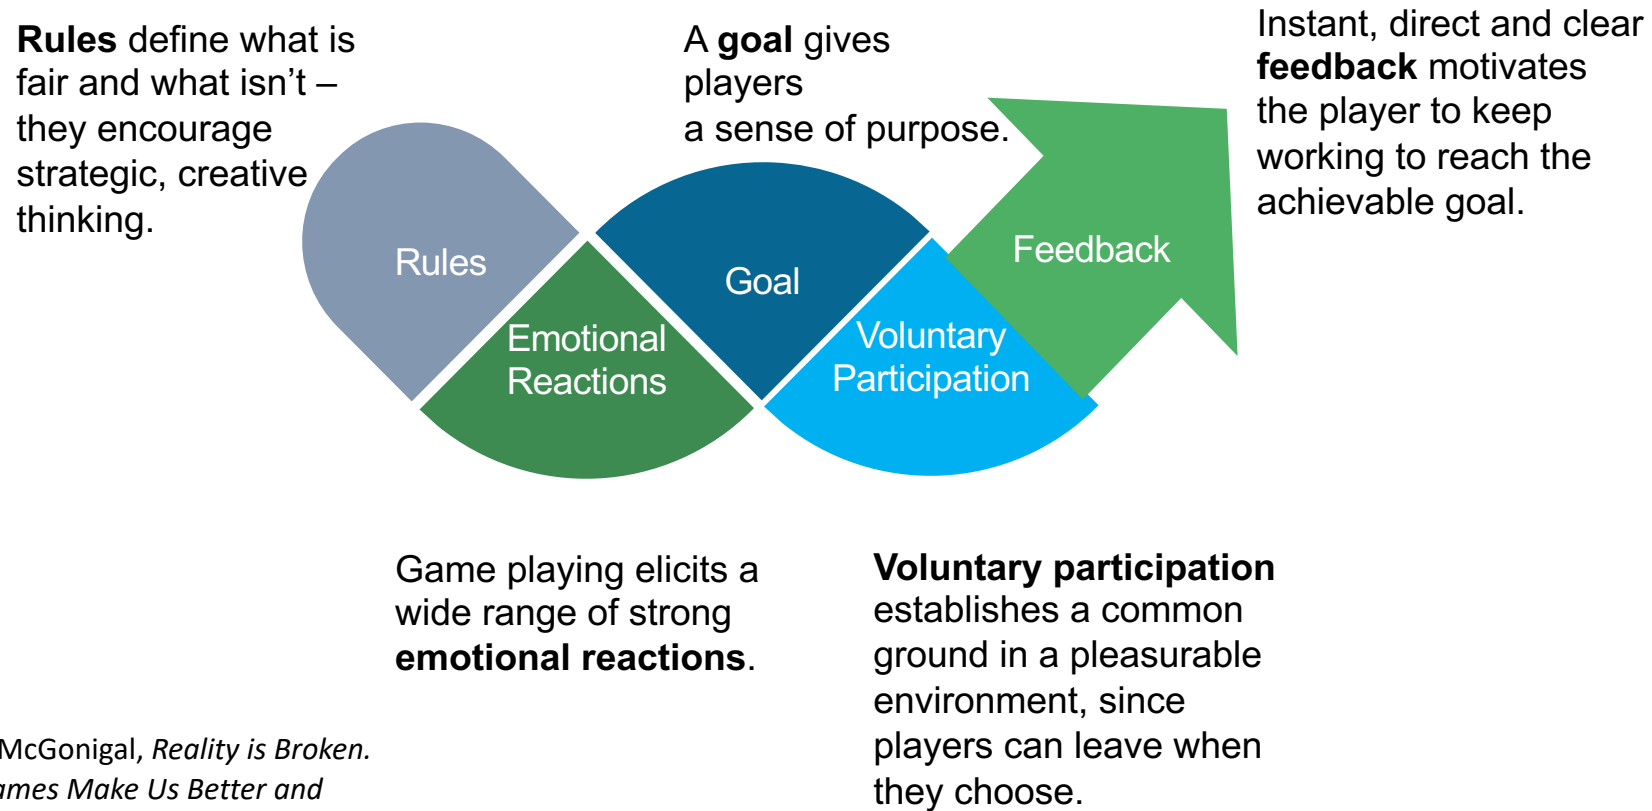 Rules define what is
fair and what isn’t –
they encourage
strategic, creative
thinking.
A goal gives
players
a sense of purpose.
Instant, direct and clear
feedback motivates
the player to keep
working to reach the
achievable goal.
Rules
Emotional
Reactions
Goal
Voluntary
Participation
Feedback
Game playing elicits a
wide range of strong
emotional reactions.
Voluntary participation
establishes a common
ground in a pleasurable
environment, since
players can leave when
they choose.
McGonigal, Reality is Broken.
ames Make Us Better and